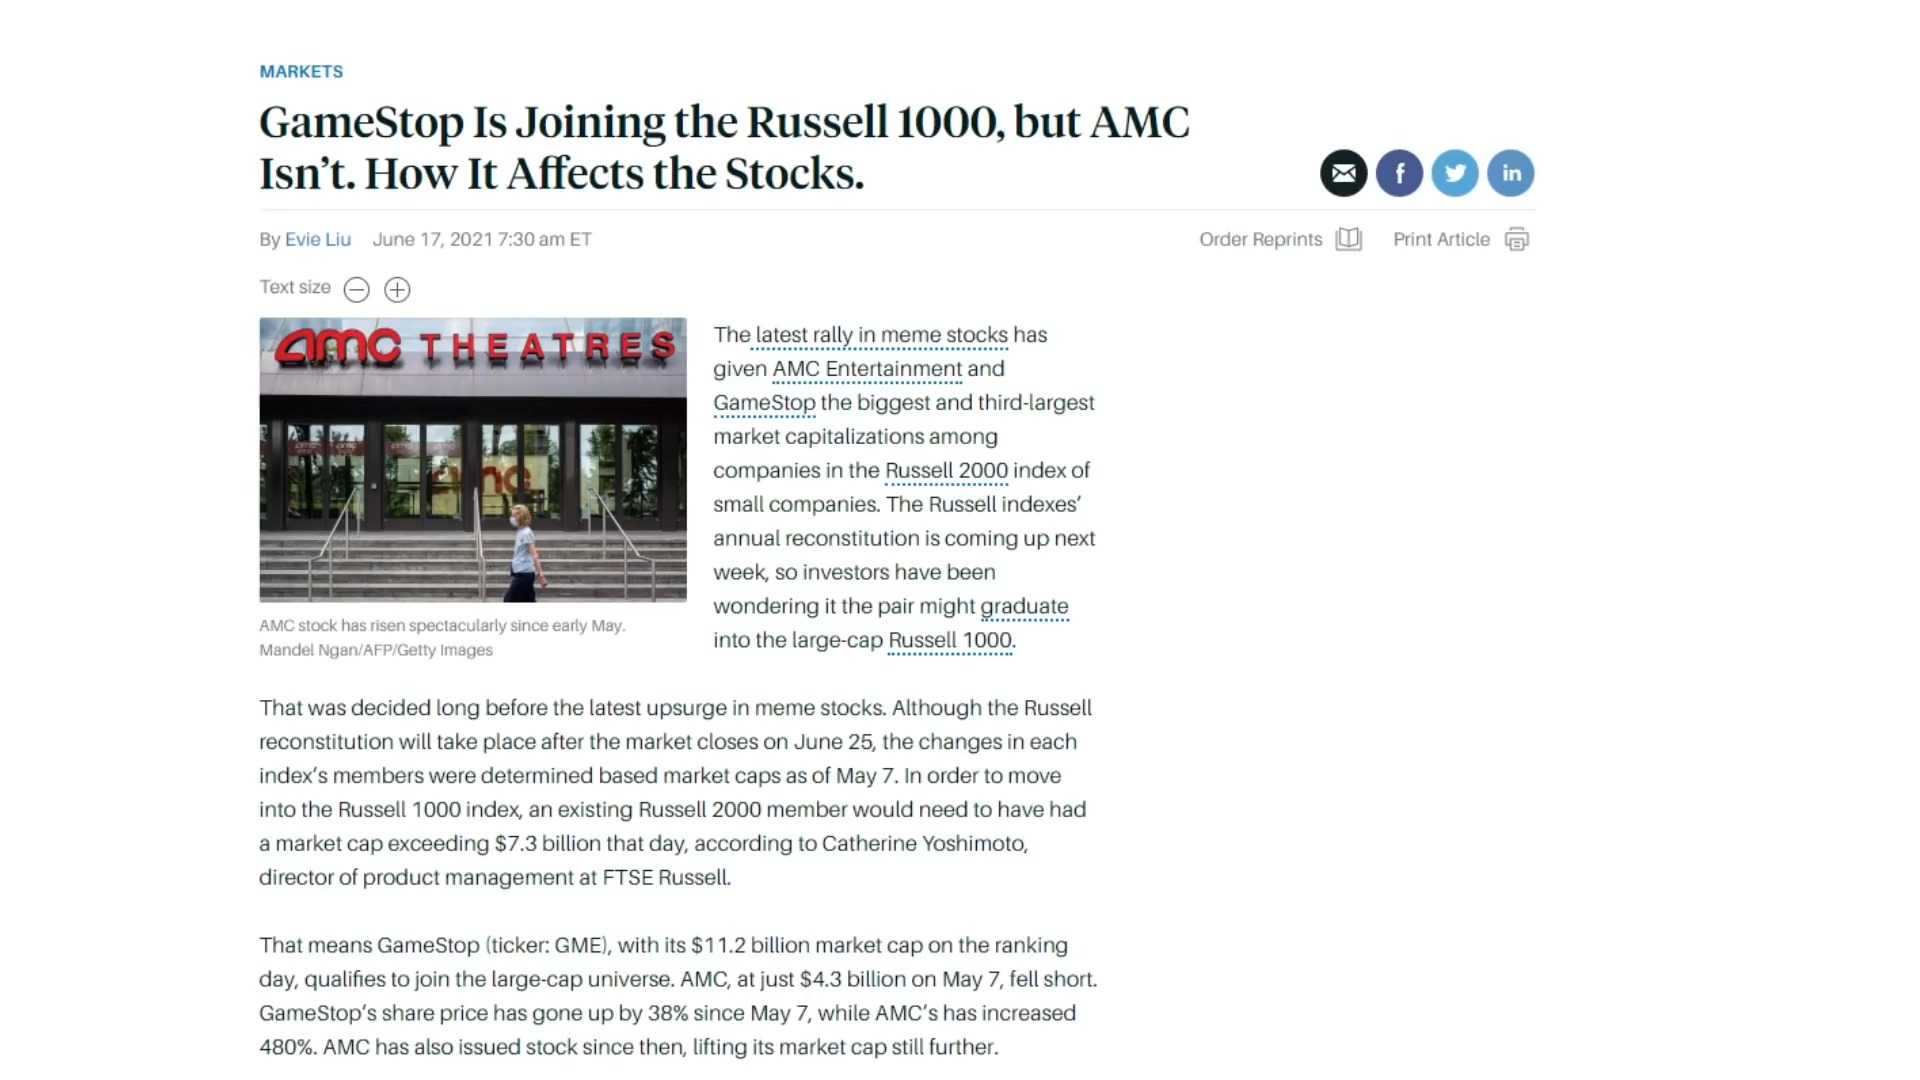 MARKETS
GameStop Is Joining the Russell 1000, but AMC
Isn’t. How It Affects the Stocks.
By Evie Liu June 17, 2021 7:30 am ET
Order Reprints Print Article
Text size
amc THEATRES
The latest rally in meme stocks has
given AMC Entertainment and
GameStop the biggest and third-largest
market capitalizations among
companies in the Russell 2000 index of
small companies. The Russell indexes’
annual reconstitution is coming up next
week, so investors have been
wondering it the pair might graduate
into the large-cap Russell 1000.
AMC stock has risen spectacularly since early May.
Mandel Ngan/AFP/Getty Images
That was decided long before the latest upsurge in meme stocks. Although the Russell
reconstitution will take place after the market closes on June 25, the changes in each
index’s members were determined based market caps as of May 7. In order to move
into the Russell 1000 index, an existing Russell 2000 member would need to have had
a market cap exceeding $7.3 billion that day, according to Catherine Yoshimoto,
director of product management at FTSE Russell.
That means GameStop (ticker: GME), with its $11.2 billion market cap on the ranking
day, qualifies to join the large-cap universe. AMC, at just $4.3 billion on May 7, fell short.
GameStop’s share price has gone up by 38% since May 7, while AMC’s has increased
480%. AMC has also issued stock since then, lifting its market cap still further.